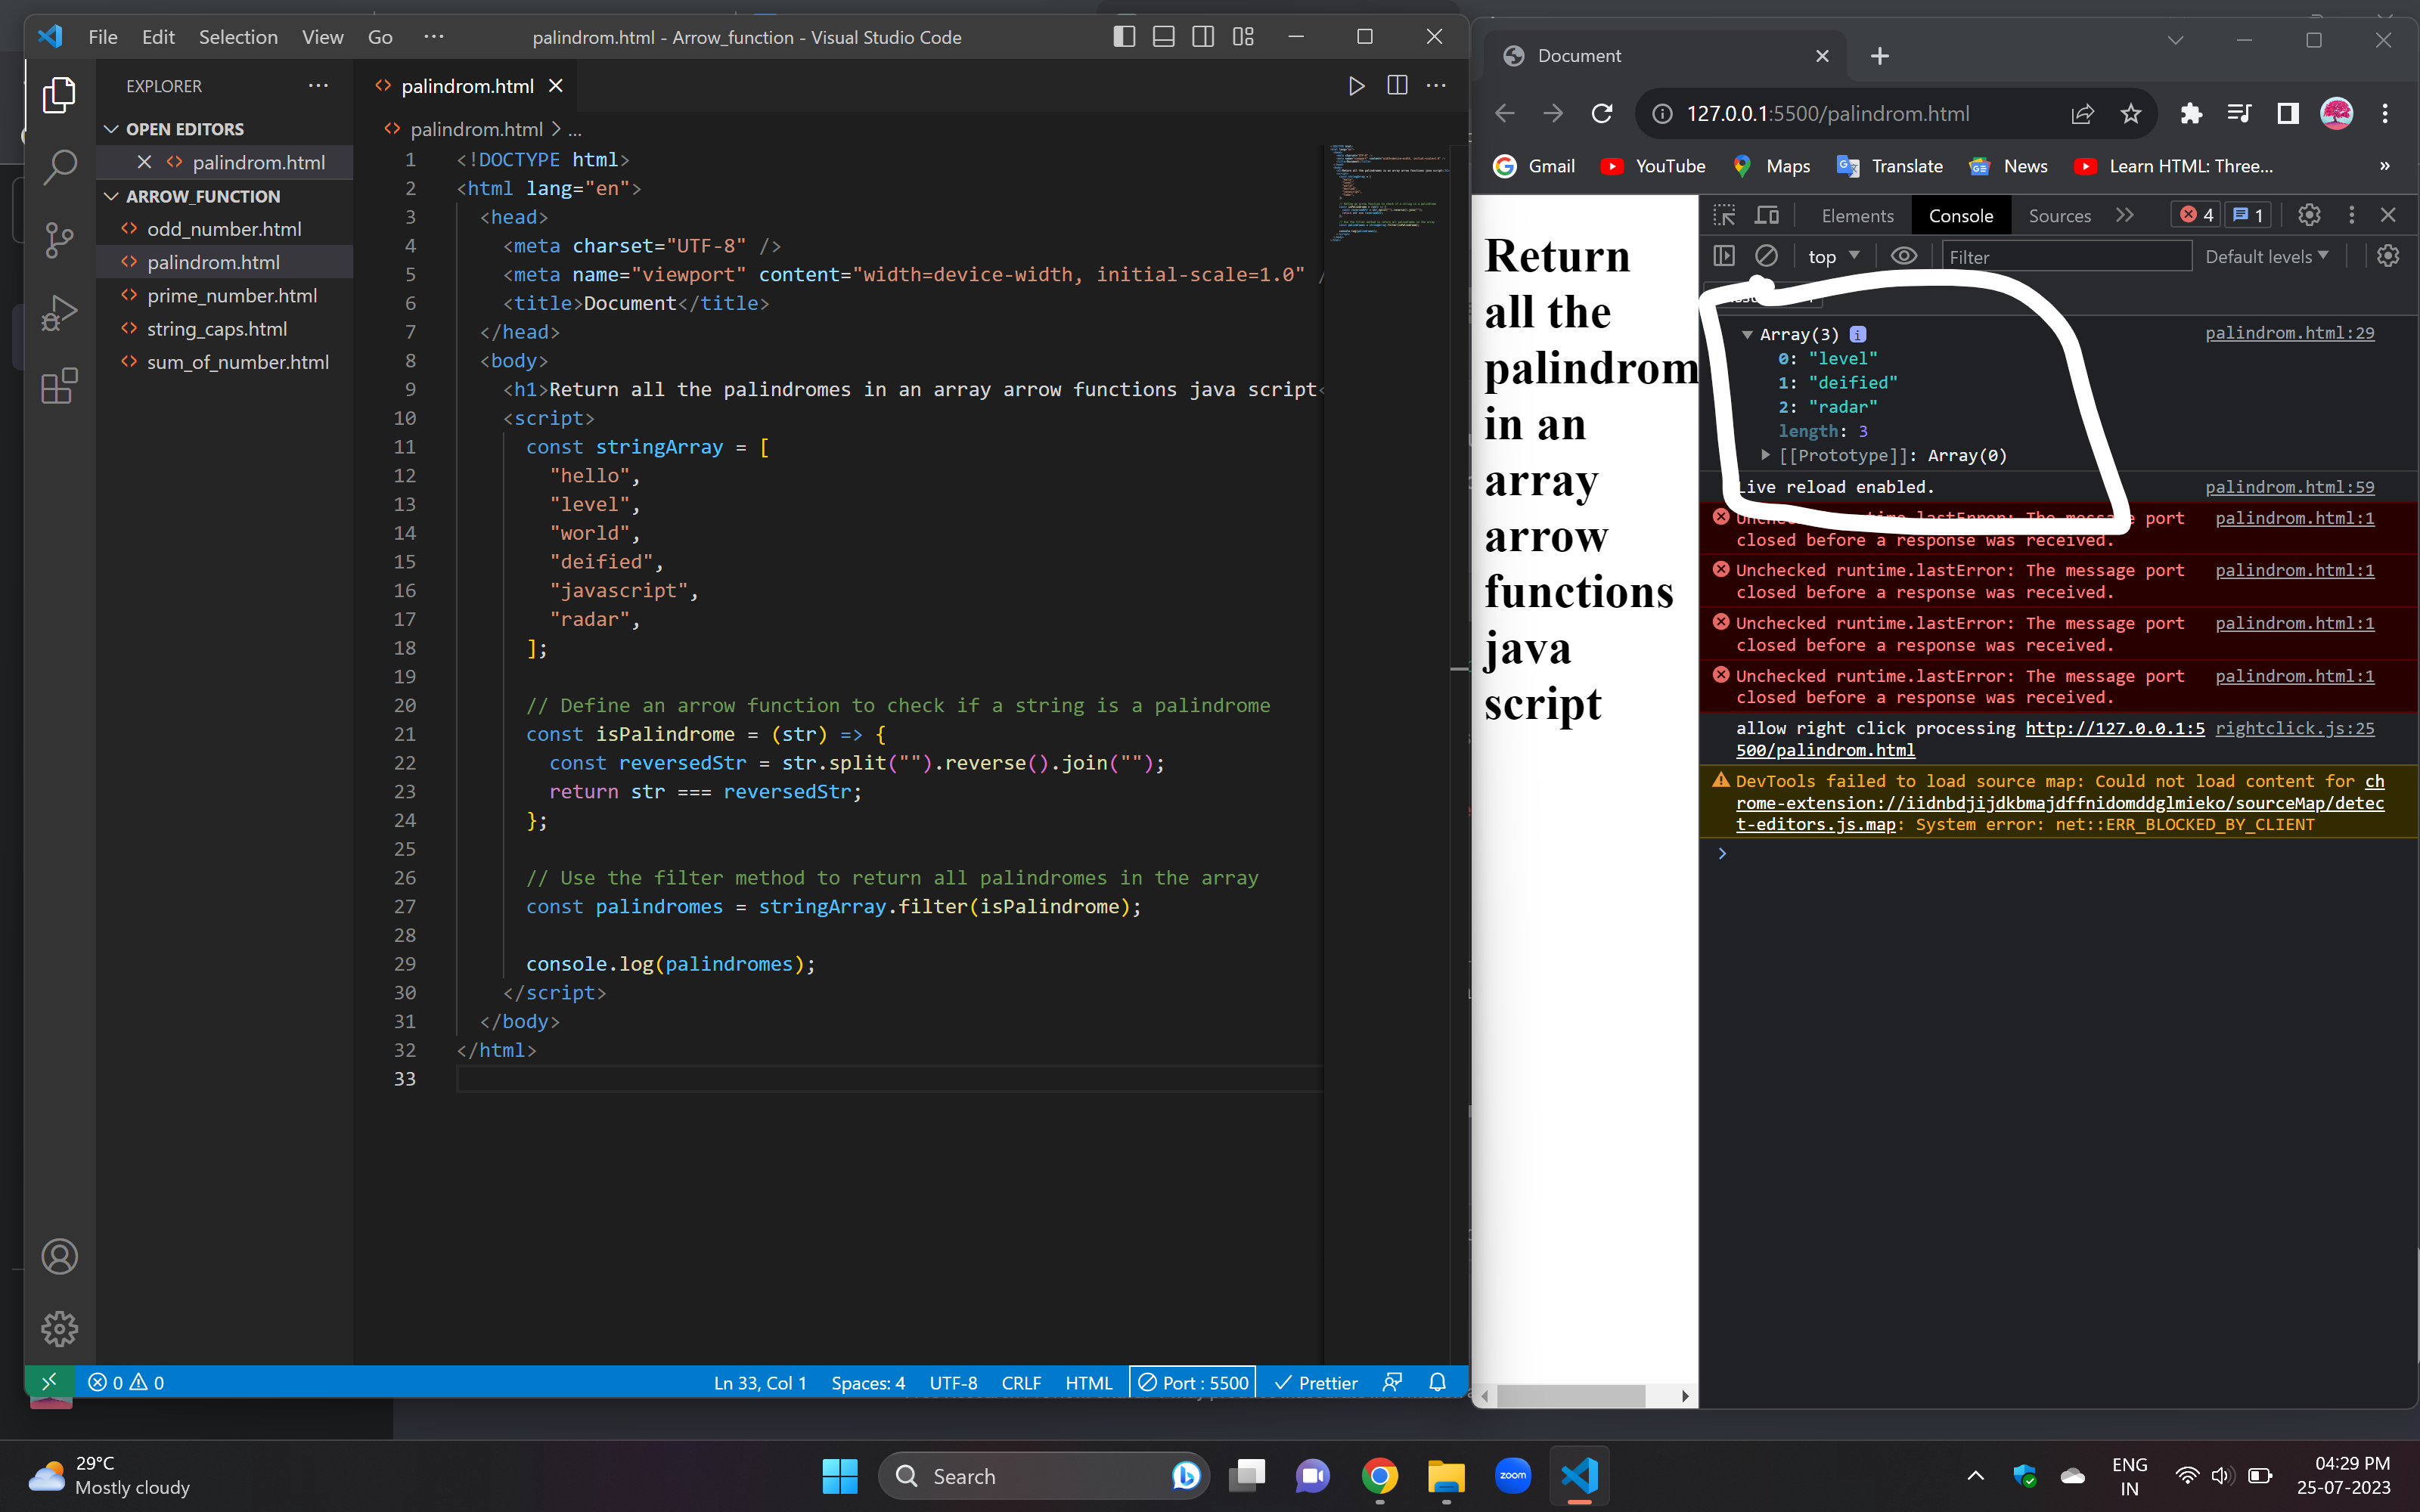 File Edit Selection View Go ··· palindrom.html - Arrow_function - Visual Studio Code
EXPLORER ···
OPEN EDITORS
palindrom.html
ARROW_FUNCTION
odd_number.html
palindrom.html
prime_number.html
string_caps.html
sum_of_number.html
palindrom.html
palindrom.html > ...
1 <!DOCTYPE html>
2 <html lang="en">
3 <head>
4 <meta charset="UTF-8" />
5 <meta name="viewport" content="width=device-width, initial-scale=1.0" /
6 <title>Document</title>
7 </head>
8 <body>
9 <h1>Return all the palindromes in an array arrow functions java script<
10 <script>
11 const stringArray = [
12 "hello",
13 "level",
14 "world",
15 "deified",
16 "javascript",
17 "radar",
18 ];
19
20 // Define an arrow function to check if a string is a palindrome
21 const isPalindrome = (str) => {
22 const reversedStr = str.split("").reverse().join("");
23 return str === reversedStr;
24 };
25
26 // Use the filter method to return all palindromes in the array
27 const palindromes = stringArray.filter(isPalindrome);
28
29 console.log(palindromes);
30 </script>
31 </body>
32 </html>
33
0 0 Ln 33, Col 1 Spaces: 4 UTF-8 CRLF HTML Port : 5500 Prettier
Document
127.0.0.1:5500/palindrom.html
Gmail YouTube Maps Translate News Learn HTML: Three... »
Return
all the
palindrom
in an
array
arrow
functions
java
script
Elements Console Sources 4 1
top Filter Default levels
Array(3) palindrom.html:29
0: "level"
1: "deified"
2: "radar"
length: 3
[[Prototype]]: Array(0)
Live reload enabled. palindrom.html:59
runtime.lastError: The message port palindrom.html:1
closed before a response was received.
Unchecked runtime.lastError: The message port palindrom.html:1
closed before a response was received.
Unchecked runtime.lastError: The message port palindrom.html:1
closed before a response was received.
Unchecked runtime.lastError: The message port palindrom.html:1
closed before a response was received.
allow right click processing http://127.0.0.1:5 rightclick.js:25
500/palindrom.html
DevTools failed to load source map: Could not load content for ch
rome-extension://iidnbdjijdkbmajdffnidomddglmieko/sourceMap/detec
t-editors.js.map: System error: net::ERR_BLOCKED_BY_CLIENT
29°C
Mostly cloudy
Search
zoom
ENG
IN
04:29 PM
25-07-2023